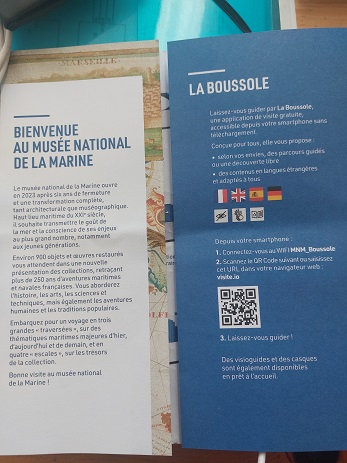 MARSEILLE
BIENVENUE
AU MUSÉE NATIONAL
DE LA MARINE
Le musée national de la Marine ouvre
en 2023 après six ans de fermeture
et une transformation complète,
tant architecturale que muséographique.
Haut lieu maritime du XXIᵉ siècle,
il souhaite transmettre le goût de
la mer et la conscience de ses enjeux
au plus grand nombre, notamment
aux jeunes générations.
Environ 900 objets et œuvres restaurés
vous attendent dans une nouvelle
présentation des collections, retraçant
plus de 250 ans d'aventures maritimes
et navales françaises. Vous aborderez
l'histoire, les arts, les sciences et
techniques, mais également les aventures
humaines et les traditions populaires.
Embarquez pour un voyage en trois
grandes « traversées », sur des
thématiques maritimes majeures d'hier,
d'aujourd'hui et de demain, et en
quatre « escales », sur les trésors
de la collection.
Bonne visite au musée national
de la Marine !
LA BOUSSOLE
Laissez-vous guider par La Boussole,
une application de visite gratuite,
accessible depuis votre smartphone sans
téléchargement.
Conçue pour tous, elle vous propose :
• selon vos envies, des parcours guidés
ou une découverte libre
• des contenus en langues étrangères
et adaptés à tous
Depuis votre smartphone :
1. Connectez-vous au WiFi MNM_Boussole
2. Scannez le QR Code suivant ou saisissez
cet URL dans votre navigateur web :
visite.io
3. Laissez-vous guider !
Des visioguides et des casques
sont également disponibles
en prêt à l'accueil.